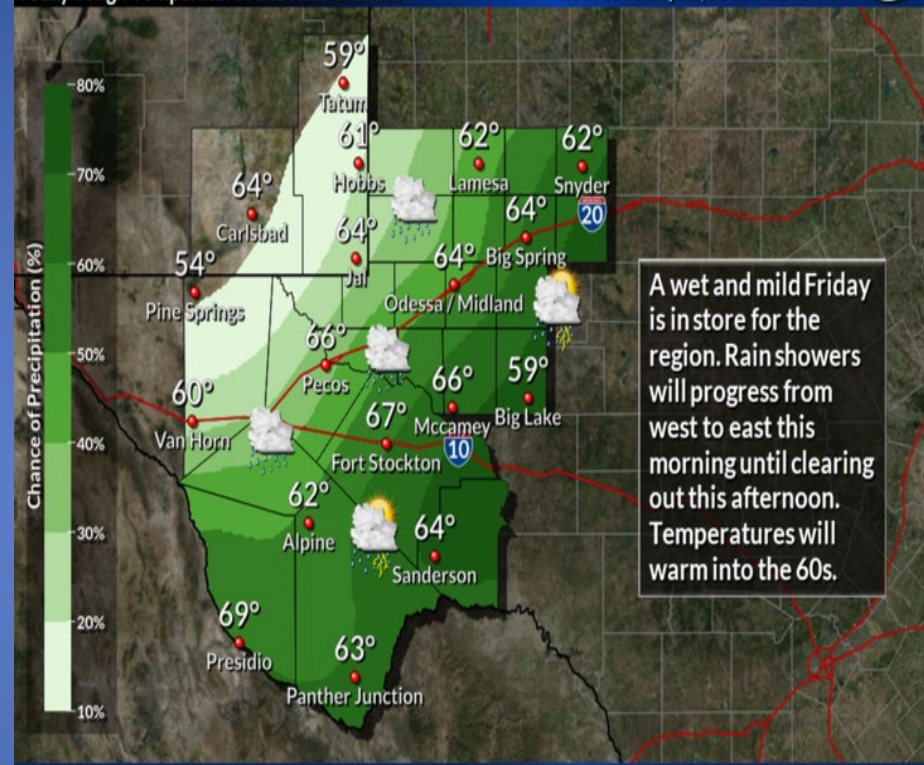 59°
Tatum
61°
Hobbs
62°
Lamesa
62°
Snyder
64°
Carlsbad
64°
Jal
64°
Big Spring
20
54°
Pine Springs
64°
Odessa / Midland
66°
Pecos
60°
Van Horn
67°
Fort Stockton
66°
Mccamey
59°
Big Lake
10
62°
Alpine
64°
Sanderson
69°
Presidio
63°
Panther Junction
Chance of Precipitation (%)
80%
70%
60%
50%
40%
30%
20%
10%
A wet and mild Friday
is in store for the
region. Rain showers
will progress from
west to east this
morning until clearing
out this afternoon.
Temperatures will
warm into the 60s.